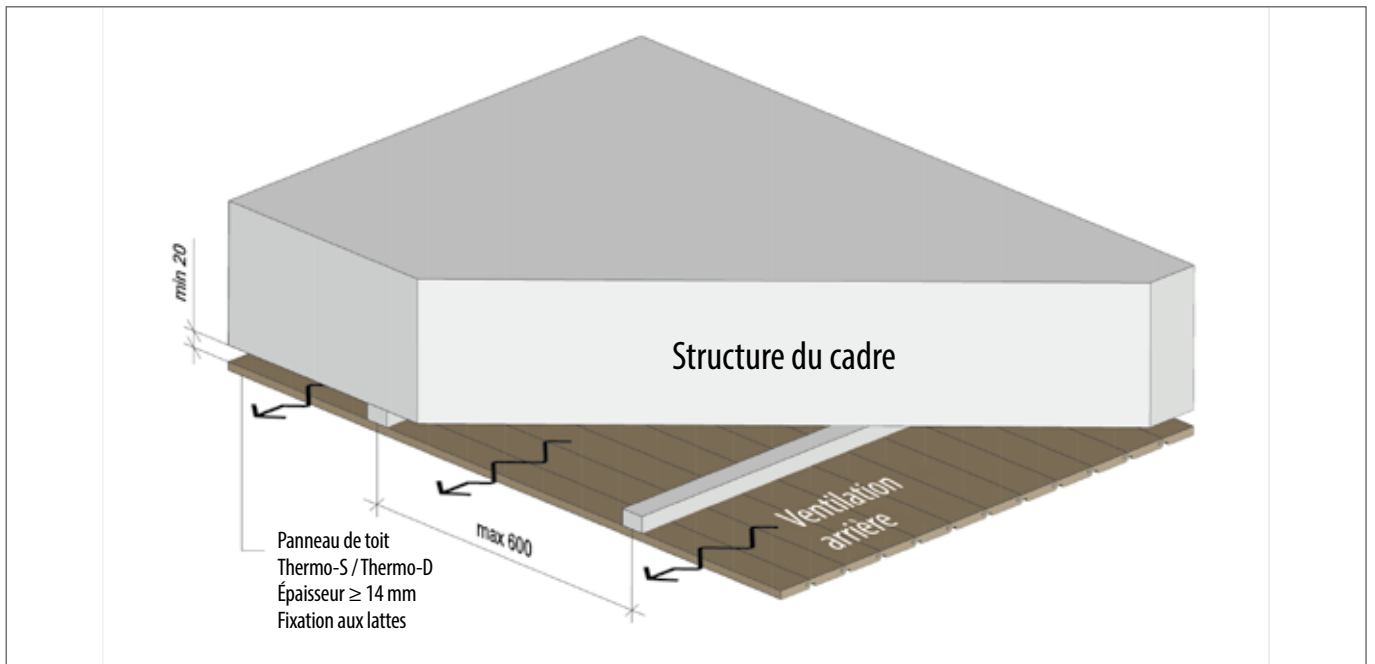 min 20
Structure du cadre
Ventilation
arrière
max 600
Panneau de toit
Thermo-S / Thermo-D
Épaisseur ≥ 14 mm
Fixation aux lattes